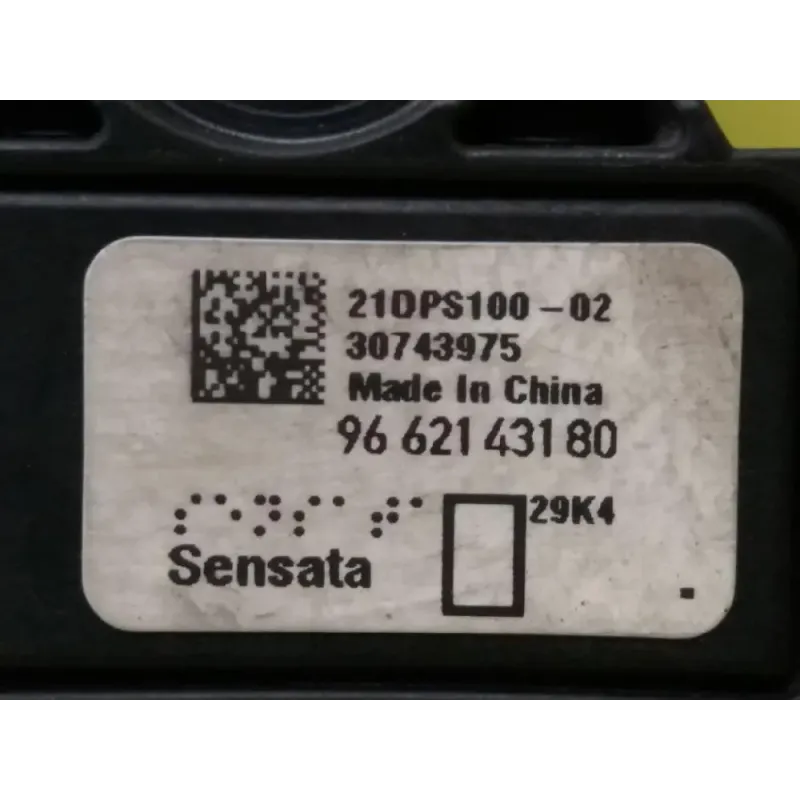 21DPS100-02
30743975
Made In China
96 621 431 80
29K4
Sensata